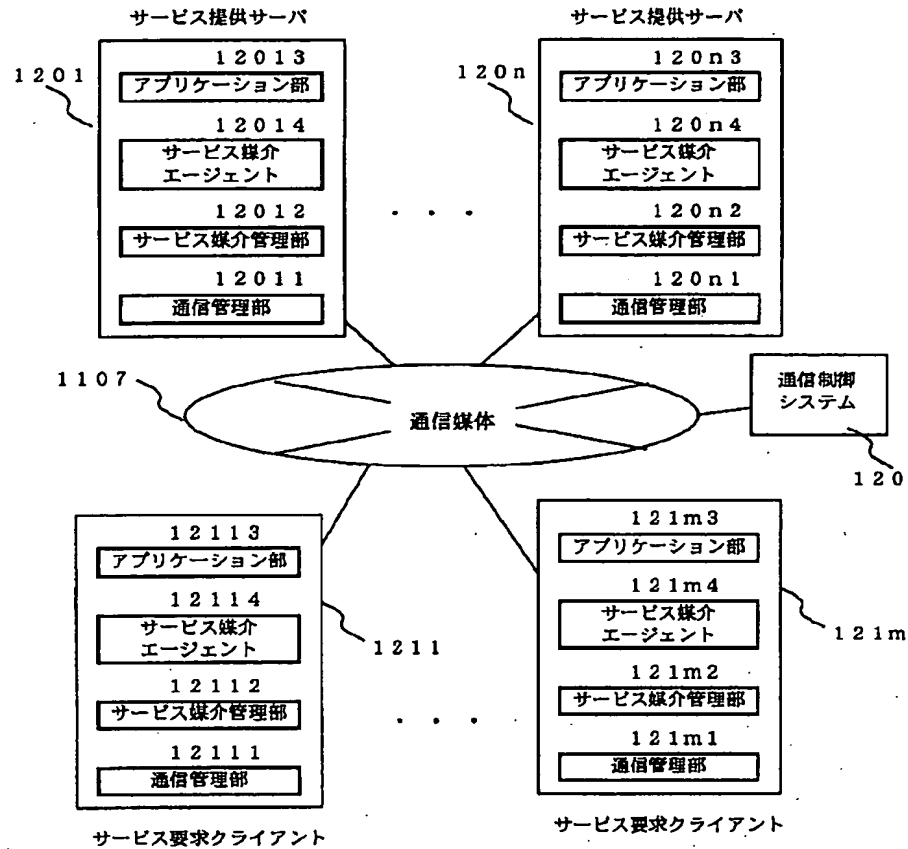 サービス提供サーバ
1201
12013
アプリケーション部
12014
サービス媒介
エージェント
12012
サービス媒介管理部
12011
通信管理部
. . .
サービス提供サーバ
120n
120n3
アプリケーション部
120n4
サービス媒介
エージェント
120n2
サービス媒介管理部
120n1
通信管理部
1107
通信媒体
通信制御
システム
120
12113
アプリケーション部
12114
サービス媒介
エージェント
12112
サービス媒介管理部
12111
通信管理部
1211
サービス要求クライアント
. . .
121m3
アプリケーション部
121m4
サービス媒介
エージェント
121m2
サービス媒介管理部
121m1
通信管理部
121m
サービス要求クライアント